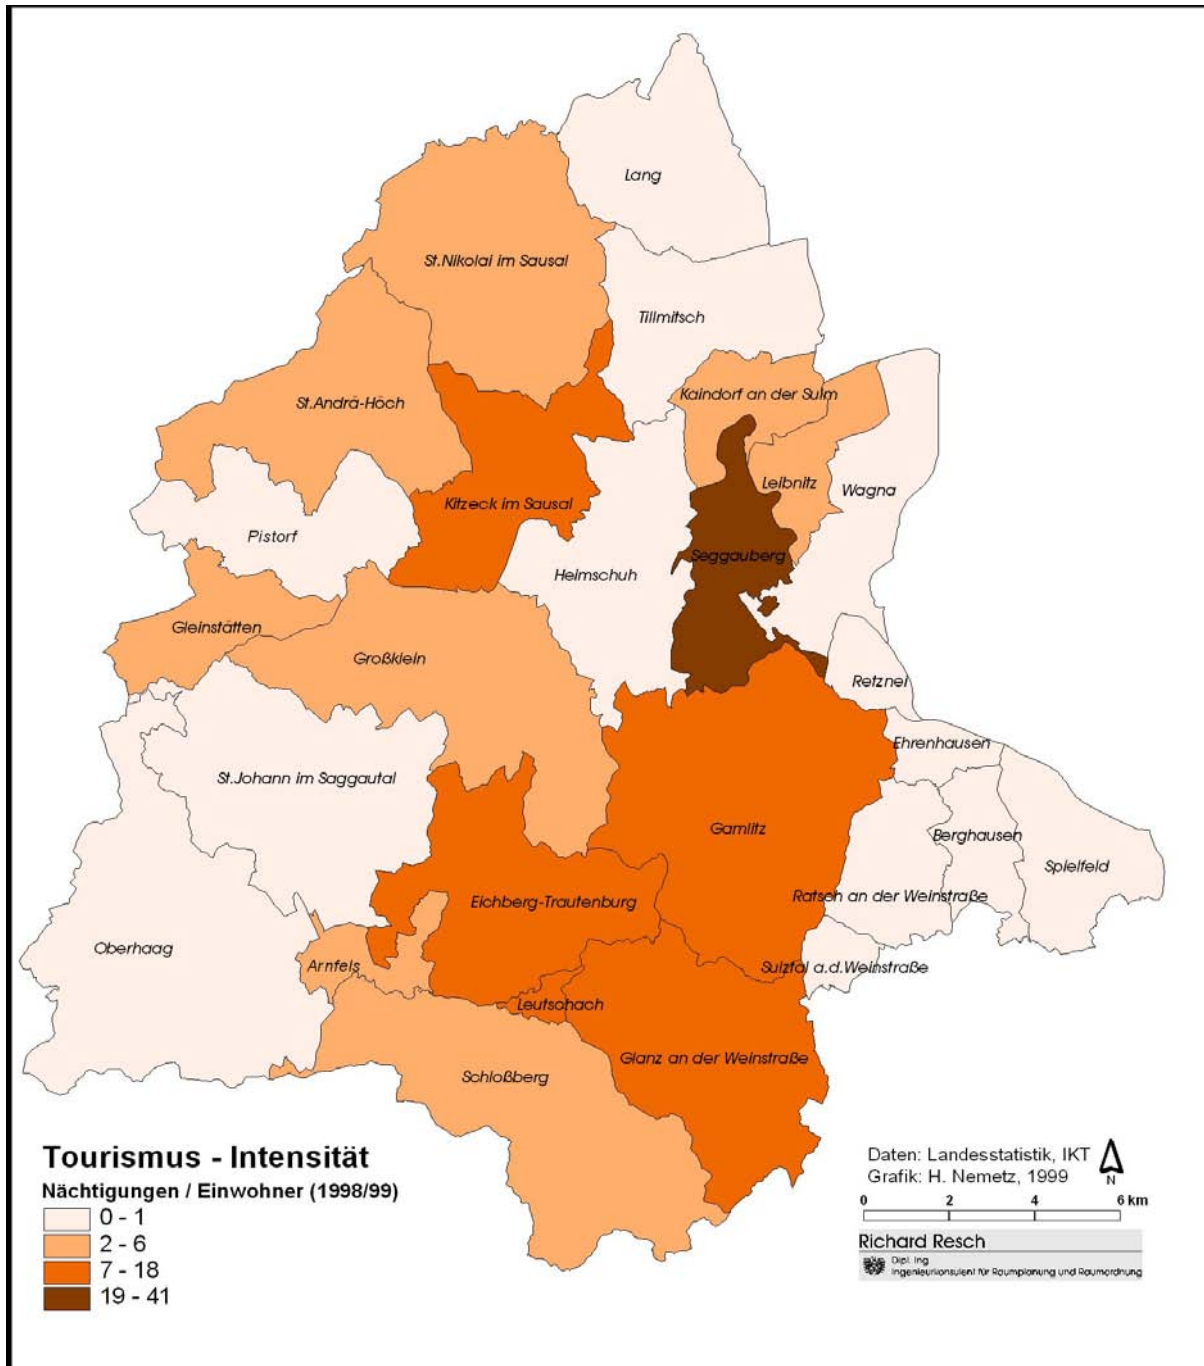 Lang
St.Nikolai im Sausal
Tillmitsch
Kaindorf an der Sulm
St.Andrä-Höch
Leibnitz
Wagna
Kitzeck im Sausal
Pistorf
Seggauberg
Heimschuh
Gleinstätten
Großklein
Retznei
Ehrenhausen
St.Johann im Saggautal
Gamlitz
Berghausen
Spielfeld
Ratsch an der Weinstraße
Eichberg-Trautenburg
Oberhaag
Arnfels
Sulztal a.d.Weinstraße
Leutschach
Glanz an der Weinstraße
Schloßberg
Tourismus - Intensität
Nächtigungen / Einwohner (1998/99)
0 - 1
2 - 6
7 - 18
19 - 41
Daten: Landesstatistik, IKT
Grafik: H. Nemetz, 1999
N
0 2 4 6 km
Richard Resch
Dipl. Ing
Ingenieurkonsulent für Raumplanung und Raumordnung